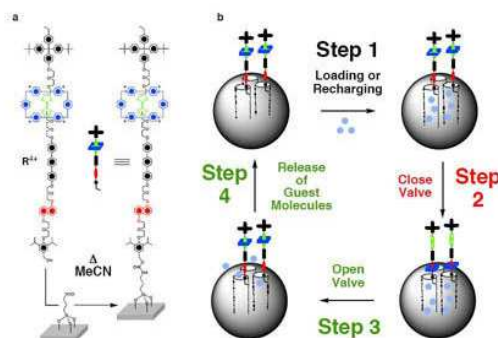 a
b
R⁴⁺
Δ
MeCN
Step 1
Loading or
Recharging
Close
Valve
Step
2
Open
Valve
Step 3
Release
of
Guest
Molecules
Step
4